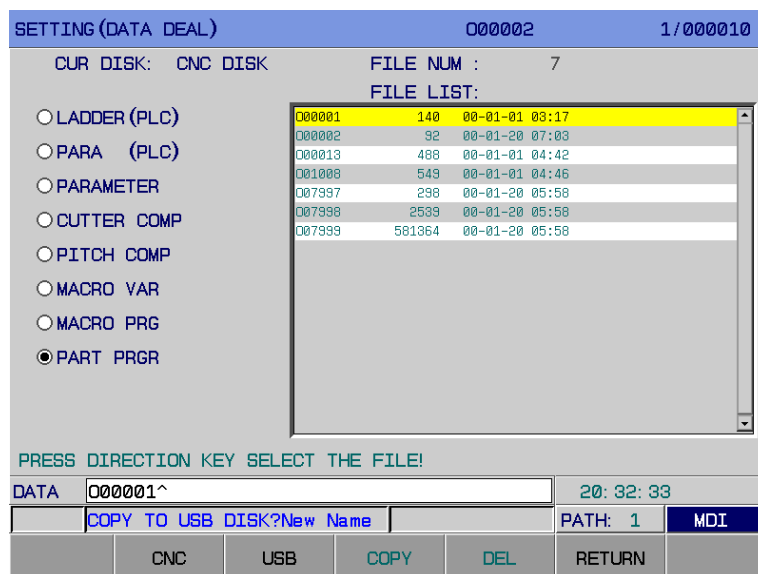 SETTING(DATA DEAL) O00002 1/000010
CUR DISK: CNC DISK FILE NUM : 7
FILE LIST:
LADDER(PLC)
PARA (PLC)
PARAMETER
CUTTER COMP
PITCH COMP
MACRO VAR
MACRO PRG
PART PRGR
O00001 140 00-01-01 03:17
O00002 92 00-01-20 07:03
O00013 488 00-01-01 04:42
O01008 549 00-01-01 04:46
O07997 298 00-01-20 05:58
O07998 2539 00-01-20 05:58
O07999 581364 00-01-20 05:58
PRESS DIRECTION KEY SELECT THE FILE!
DATA O00001^ 20:32:33
COPY TO USB DISK?New Name PATH: 1 MDI
CNC USB COPY DEL RETURN